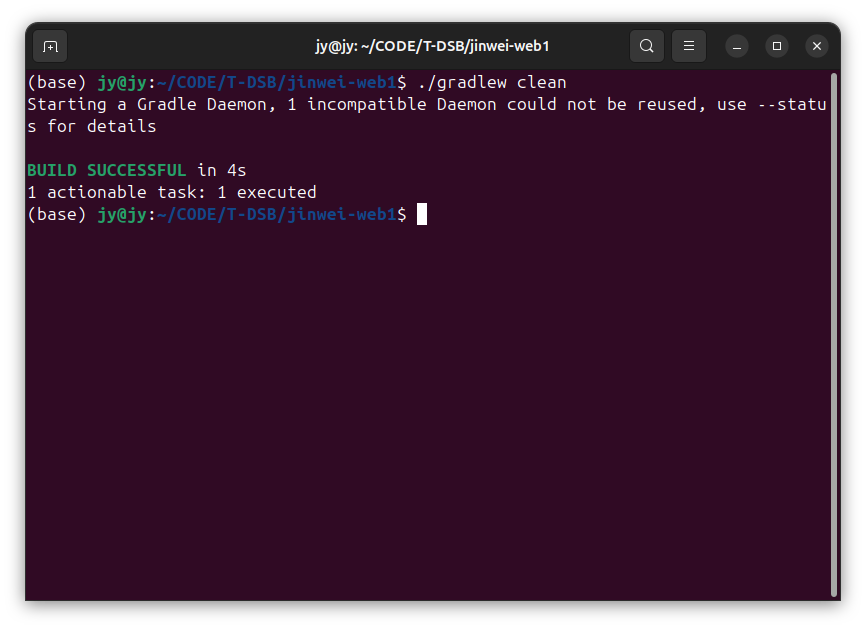 jy@jy: ~/CODE/T-DSB/jinwei-web1
(base) jy@jy:~/CODE/T-DSB/jinwei-web1$ ./gradlew clean
Starting a Gradle Daemon, 1 incompatible Daemon could not be reused, use --statu
s for details
BUILD SUCCESSFUL in 4s
1 actionable task: 1 executed
(base) jy@jy:~/CODE/T-DSB/jinwei-web1$